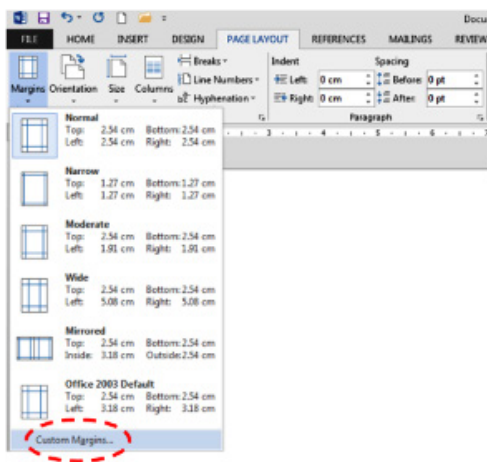 Docu
FILE HOME INSERT DESIGN PAGE LAYOUT REFERENCES MAILINGS REVIEW
Margins Orientation Size Columns
Breaks
Line Numbers
Hyphenation
Indent
Left: 0 cm
Right: 0 cm
Spacing
Before: 0 pt
After: 0 pt
Paragraph
3 4 5 6 7
Normal
Top: 2.54 cm Bottom: 2.54 cm
Left: 2.54 cm Right: 2.54 cm
Narrow
Top: 1.27 cm Bottom: 1.27 cm
Left: 1.27 cm Right: 1.27 cm
Moderate
Top: 2.54 cm Bottom: 2.54 cm
Left: 1.91 cm Right: 1.91 cm
Wide
Top: 2.54 cm Bottom: 2.54 cm
Left: 5.08 cm Right: 5.08 cm
Mirrored
Top: 2.54 cm Bottom: 2.54 cm
Inside: 3.18 cm Outside: 2.54 cm
Office 2003 Default
Top: 2.54 cm Bottom: 2.54 cm
Left: 3.18 cm Right: 3.18 cm
Custom Margins...